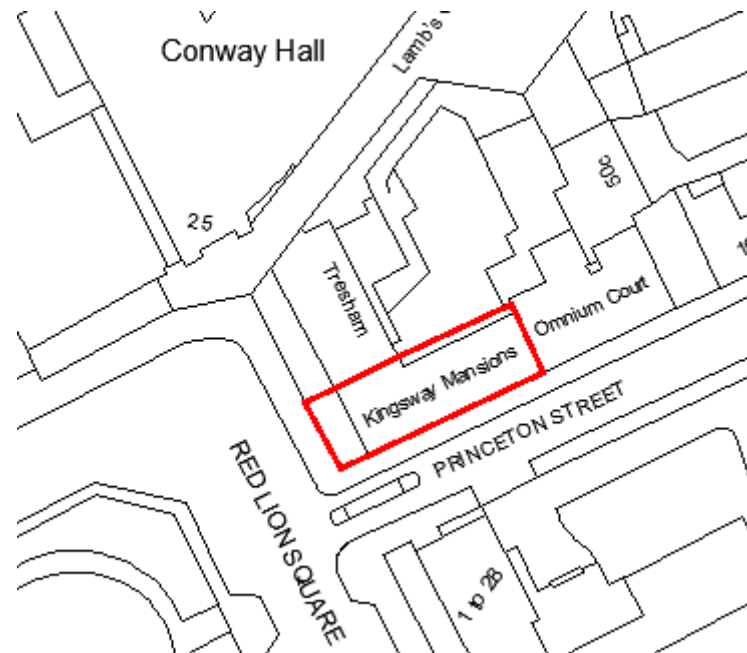 Conway Hall
Lamb's
25
50c
Tresham
Omnium Court
Kingsway Mansions
PRINCETON STREET
RED LION SQUARE
1 to 28